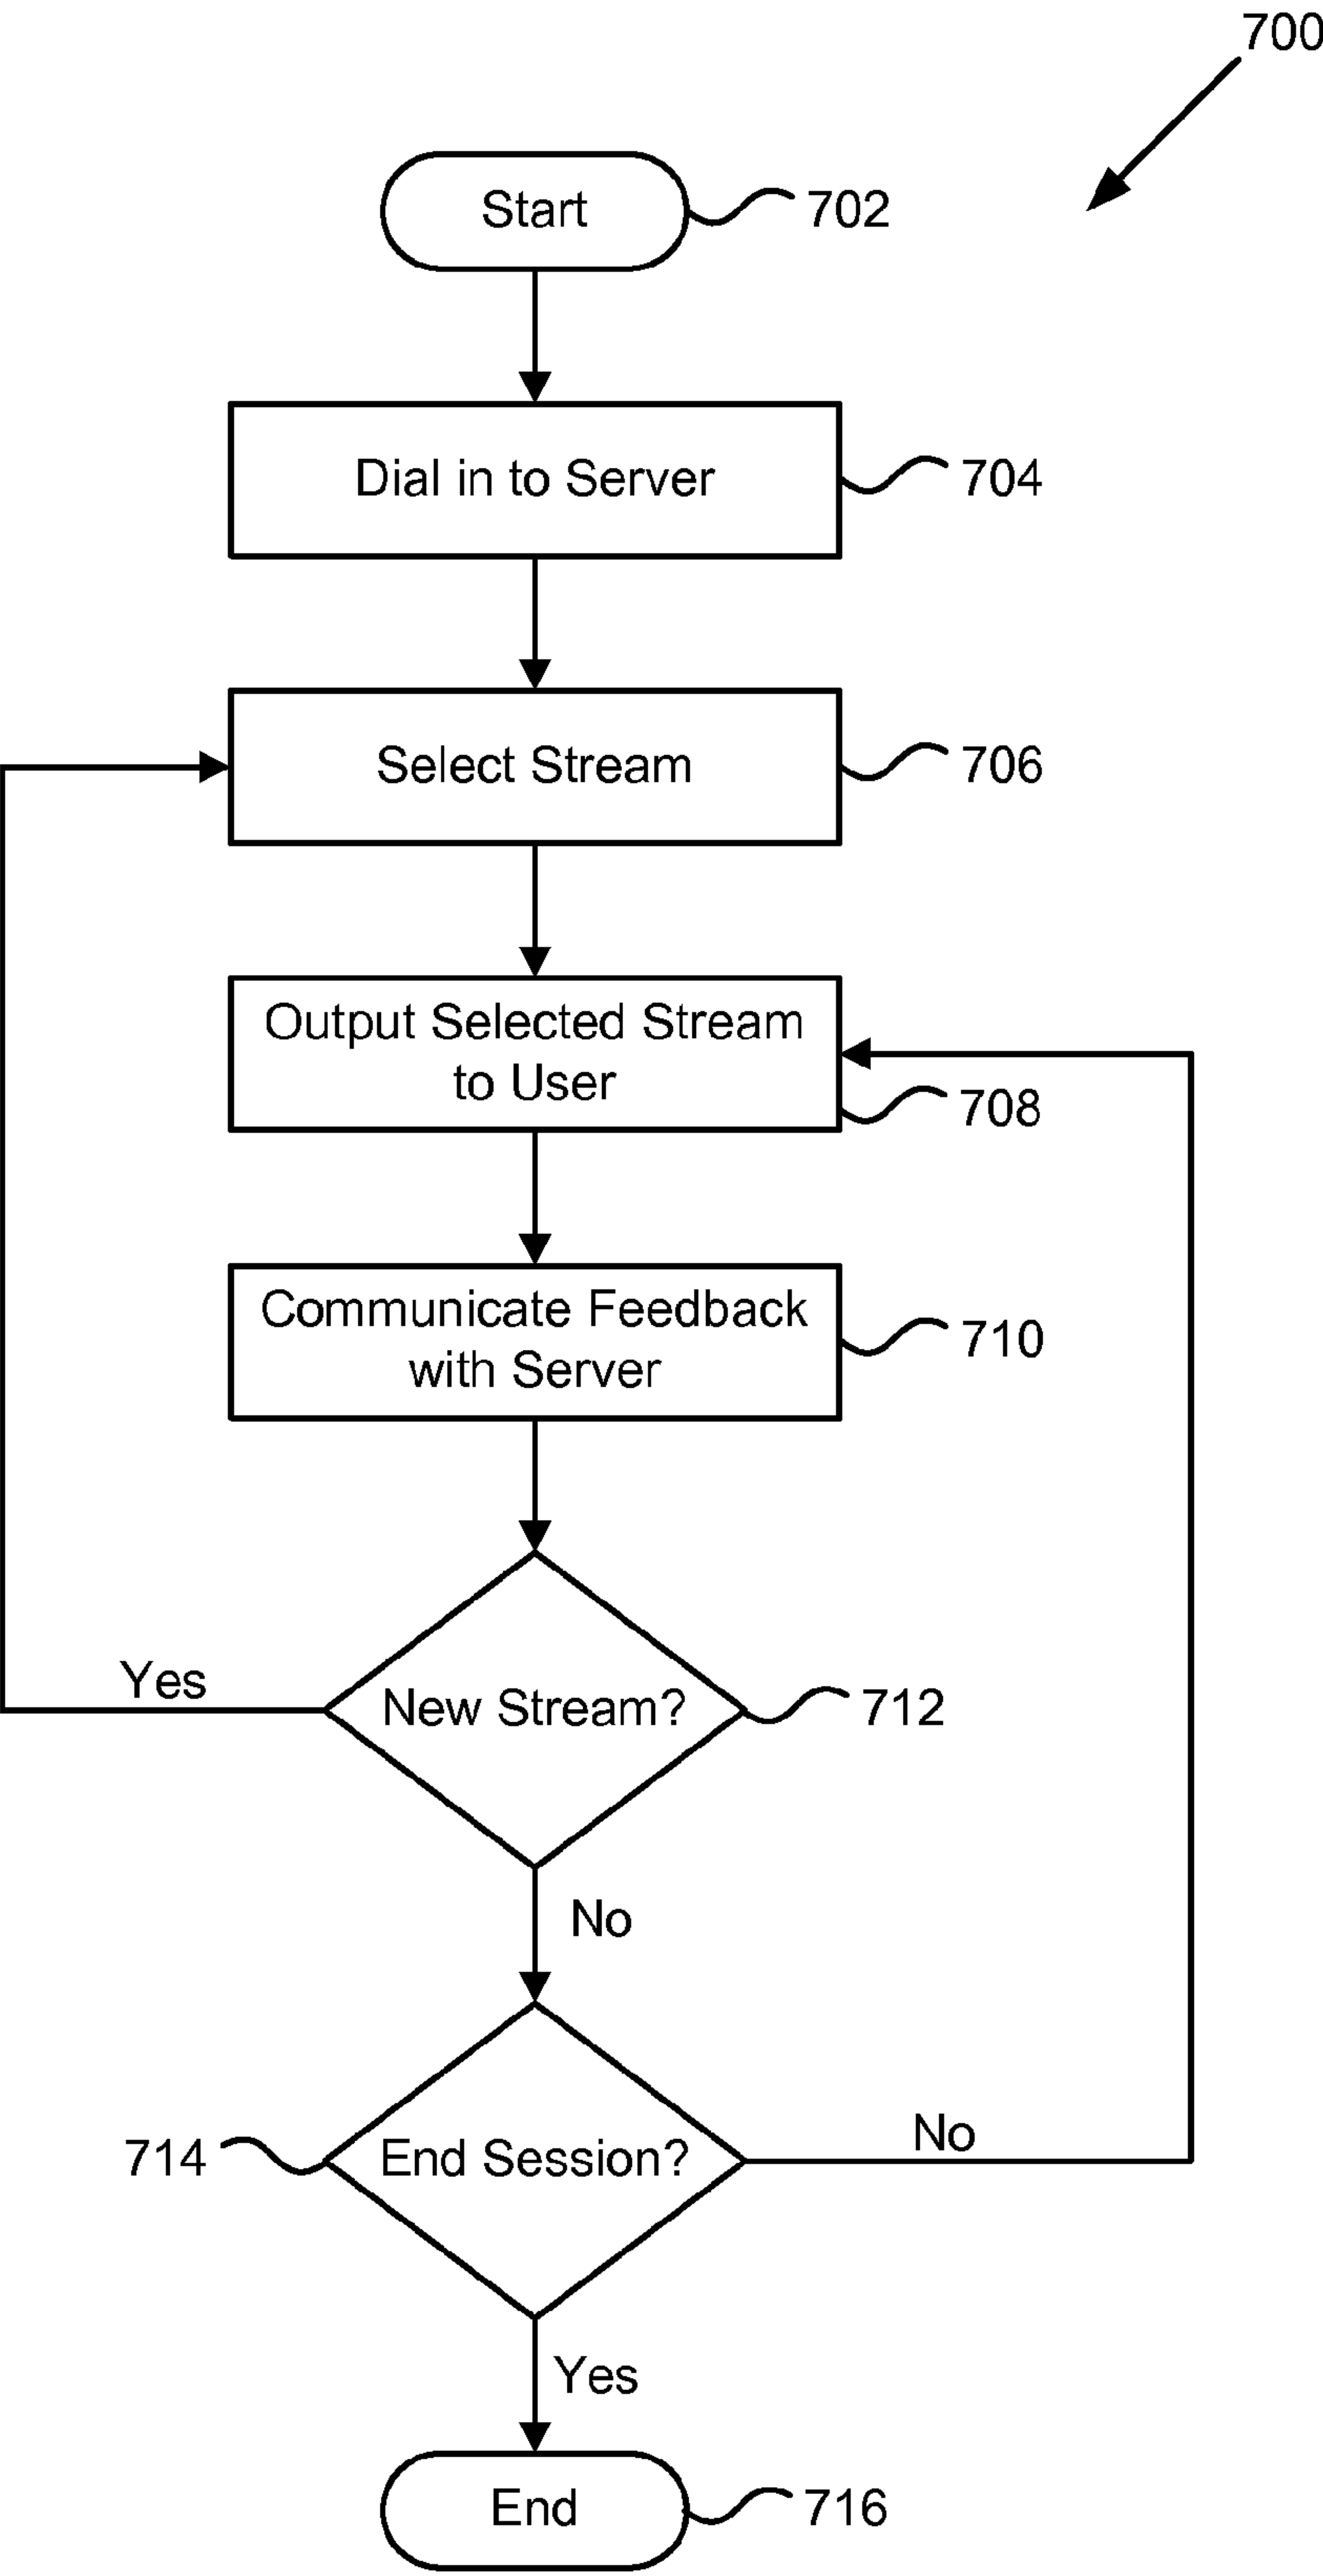 700
Start
702
Dial in to Server
704
Select Stream
706
Output Selected Stream
to User
708
Communicate Feedback
with Server
710
Yes
New Stream?
712
No
714
End Session?
No
Yes
End
716